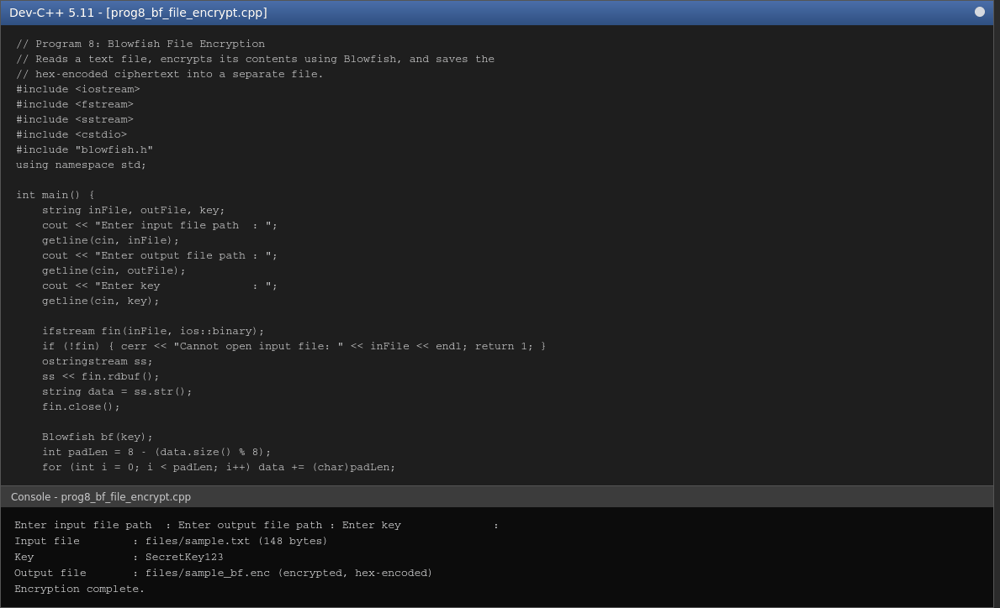 Dev-C++ 5.11 - [prog8_bf_file_encrypt.cpp]
// Program 8: Blowfish File Encryption
// Reads a text file, encrypts its contents using Blowfish, and saves the
// hex-encoded ciphertext into a separate file.
#include <iostream>
#include <fstream>
#include <sstream>
#include <cstdio>
#include "blowfish.h"
using namespace std;

int main() {
    string inFile, outFile, key;
    cout << "Enter input file path  : ";
    getline(cin, inFile);
    cout << "Enter output file path : ";
    getline(cin, outFile);
    cout << "Enter key              : ";
    getline(cin, key);

    ifstream fin(inFile, ios::binary);
    if (!fin) { cerr << "Cannot open input file: " << inFile << endl; return 1; }
    ostringstream ss;
    ss << fin.rdbuf();
    string data = ss.str();
    fin.close();

    Blowfish bf(key);
    int padLen = 8 - (data.size() % 8);
    for (int i = 0; i < padLen; i++) data += (char)padLen;
Console - prog8_bf_file_encrypt.cpp
Enter input file path  : Enter output file path : Enter key              :
Input file        : files/sample.txt (148 bytes)
Key               : SecretKey123
Output file       : files/sample_bf.enc (encrypted, hex-encoded)
Encryption complete.